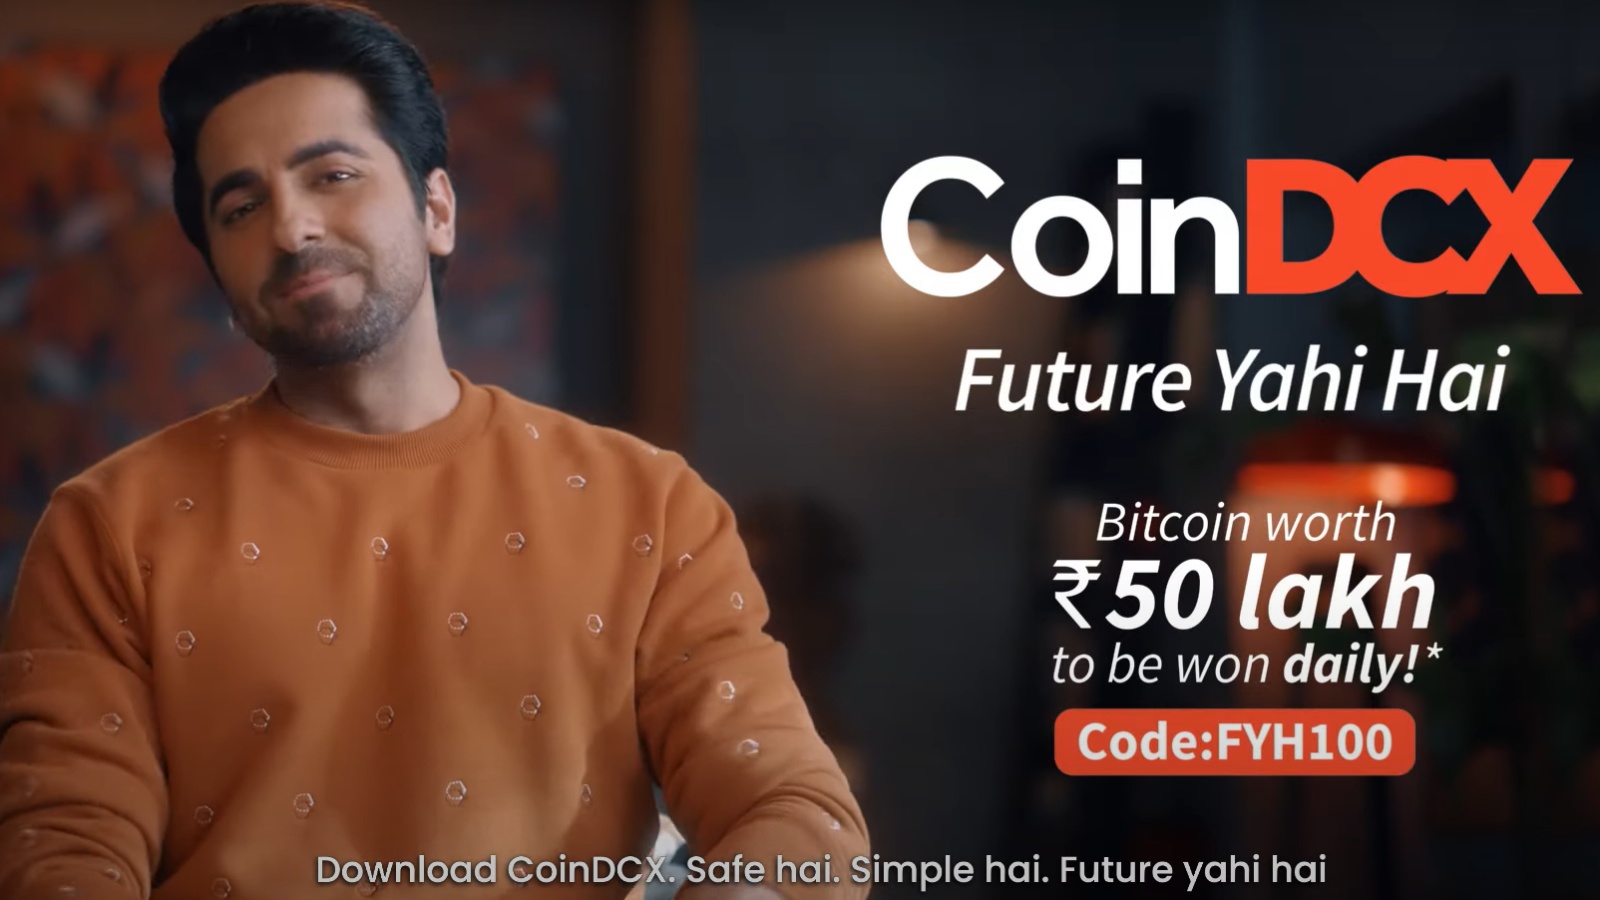 CoinDCX
Future Yahi Hai
Bitcoin worth
₹50 lakh
to be won daily!*
Code:FYH100
Download CoinDCX. Safe hai. Simple hai. Future yahi hai